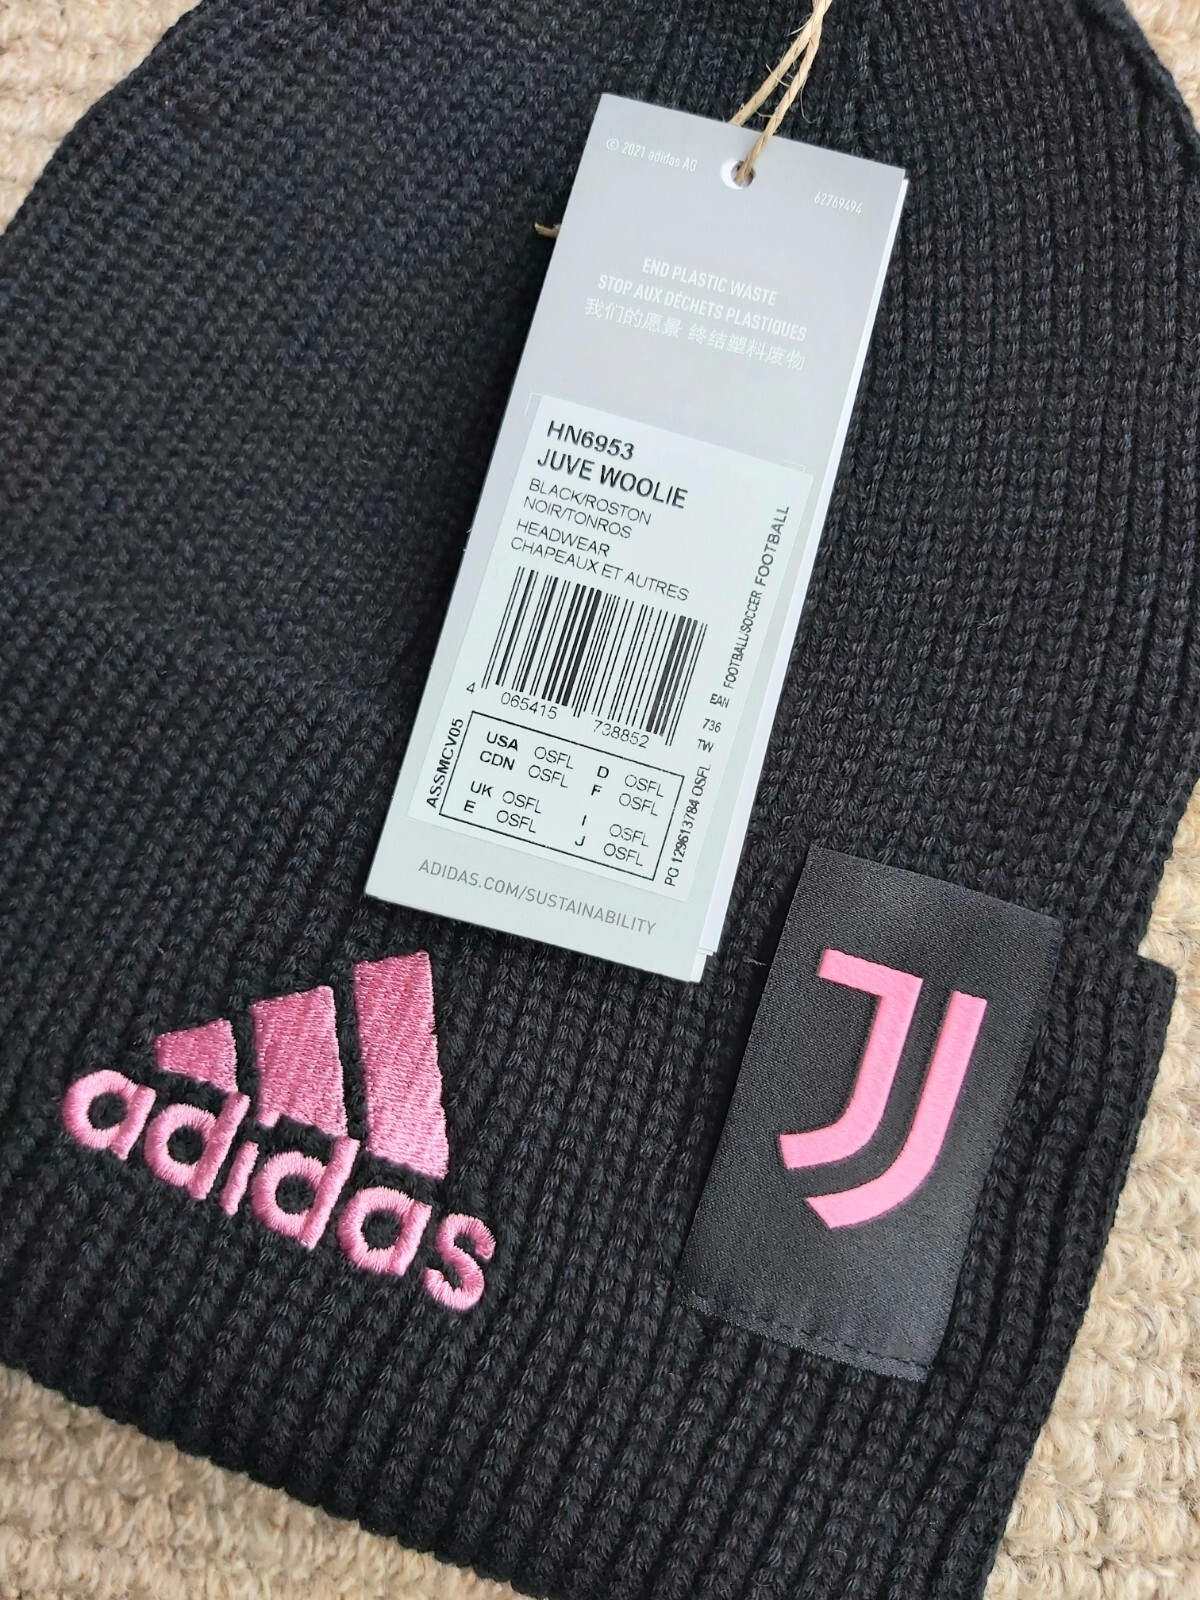 © 2021 adidas AG
62769494
END PLASTIC WASTE
STOP AUX DÉCHETS PLASTIQUES
我们的愿景 终结塑料废物
HN6953
JUVE WOOLIE
BLACK/ROSTON
NOIR/TONROS
HEADWEAR
CHAPEAUX ET AUTRES
FOOTBALL/SOCCER FOOTBALL
4 065415 738852
EAN
736
TW
ASSMCV05
USA OSFL D OSFL
CDN OSFL F OSFL
UK OSFL I OSFL
E OSFL J OSFL
PO 129613784 OSFL
ADIDAS.COM/SUSTAINABILITY
adidas